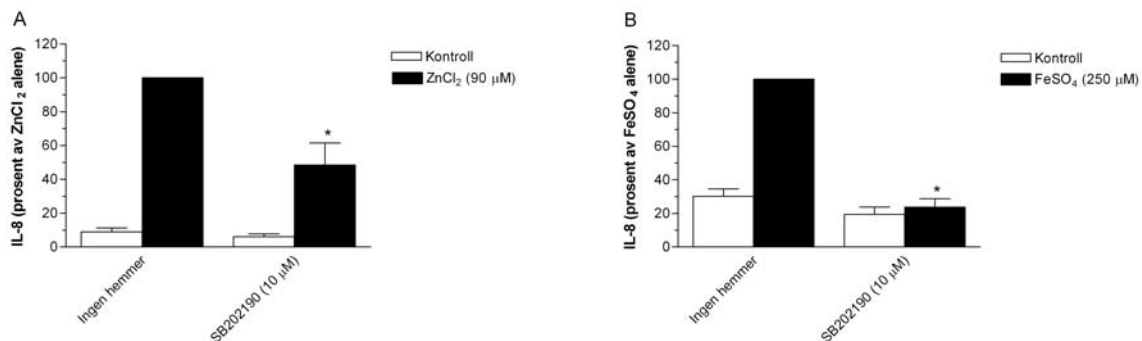 A
IL-8 (prosent av ZnCl₂ alene)
120
100
80
60
40
20
0
*
Ingen hemmer
SB202190 (10 µM)
Kontroll
ZnCl₂ (90 µM)
B
IL-8 (prosent av FeSO₄ alene)
120
100
80
60
40
20
0
*
Ingen hemmer
SB202190 (10 µM)
Kontroll
FeSO₄ (250 µM)